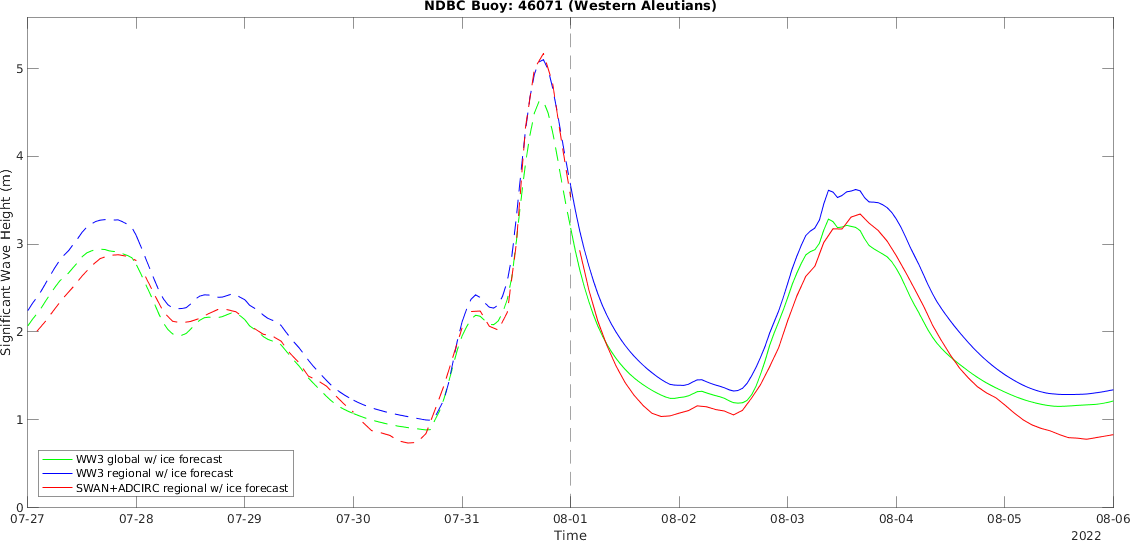 NDBC Buoy: 46071 (Western Aleutians)
Significant Wave Height (m)
5
4
3
2
1
0
WW3 global w/ ice forecast
WW3 regional w/ ice forecast
SWAN+ADCIRC regional w/ ice forecast
07-27 07-28 07-29 07-30 07-31 08-01 08-02 08-03 08-04 08-05 08-06
Time
2022